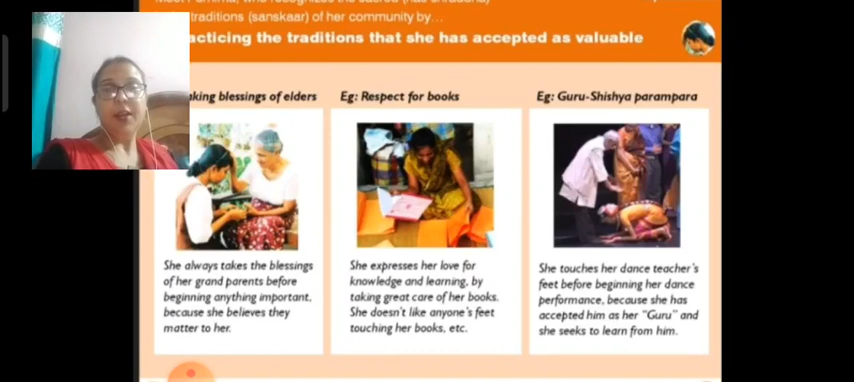 traditions (sanskaar) of her community by…
acticing the traditions that she has accepted as valuable
king blessings of elders
Eg: Respect for books
Eg: Guru-Shishya parampara
She always takes the blessings
of her grand parents before
beginning anything important,
because she believes they
matter to her.
She expresses her love for
knowledge and learning, by
taking great care of her books.
She doesn't like anyone's feet
touching her books, etc.
She touches her dance teacher's
feet before beginning her dance
performance, because she has
accepted him as her "Guru" and
she seeks to learn from him.